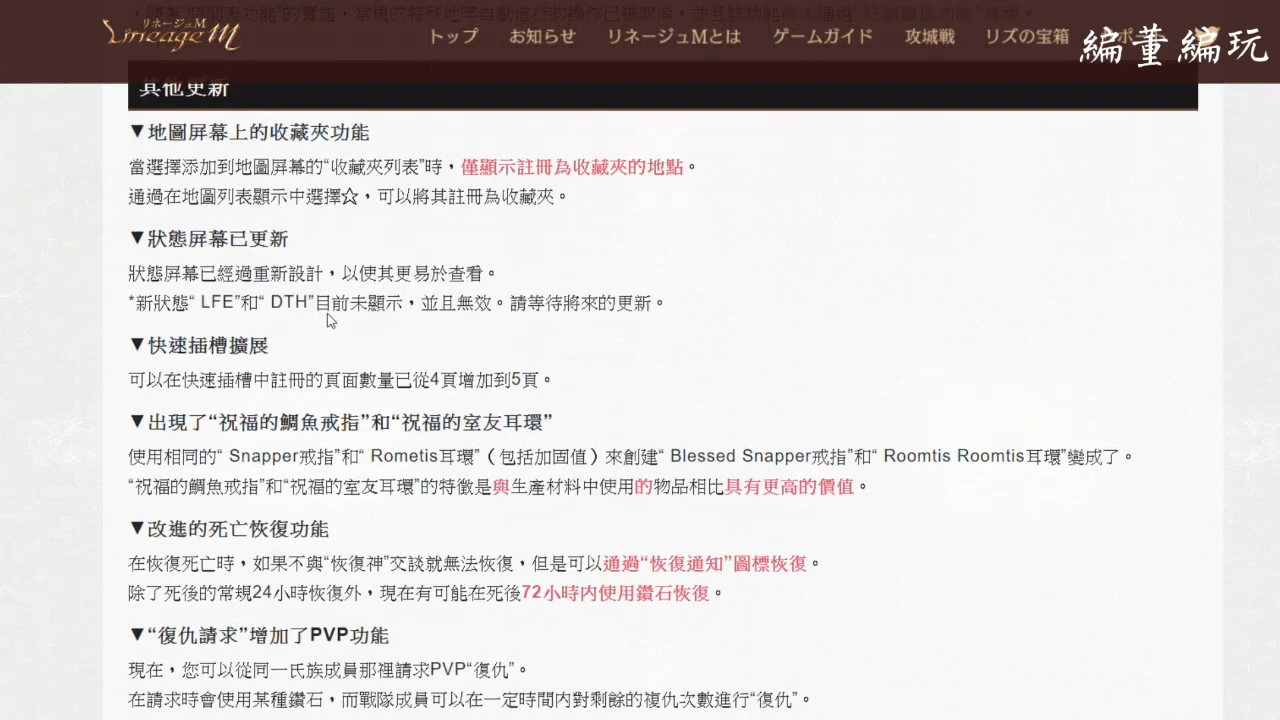 リネージュM
Lineage M
トップ お知らせ リネージュMとは ゲームガイド 攻城戦 リズの宝箱
編董編玩
其他更新
▼地圖屏幕上的收藏夾功能
當選擇添加到地圖屏幕的“收藏夾列表”時，僅顯示註冊為收藏夾的地點。
通過在地圖列表顯示中選擇☆，可以將其註冊為收藏夾。
▼狀態屏幕已更新
狀態屏幕已經過重新設計，以使其更易於查看。
*新狀態“ LFE”和“ DTH”目前未顯示，並且無效。請等待將來的更新。
▼快速插槽擴展
可以在快速插槽中註冊的頁面數量已從4頁增加到5頁。
▼出現了“祝福的鯛魚戒指”和“祝福的室友耳環”
使用相同的“ Snapper戒指”和“ Rometis耳環”（包括加固值）來創建“ Blessed Snapper戒指”和“ Roomtis Roomtis耳環”變成了。
“祝福的鯛魚戒指”和“祝福的室友耳環”的特徵是與生產材料中使用的物品相比具有更高的價值。
▼改進的死亡恢復功能
在恢復死亡時，如果不與“恢復神”交談就無法恢復，但是可以通過“恢復通知”圖標恢復。
除了死後的常規24小時恢復外，現在有可能在死後72小時內使用鑽石恢復。
▼“復仇請求”增加了PVP功能
現在，您可以從同一氏族成員那裡請求PVP“復仇”。
在請求時會使用某種鑽石，而戰隊成員可以在一定時間內對剩餘的複仇次數進行“復仇”。